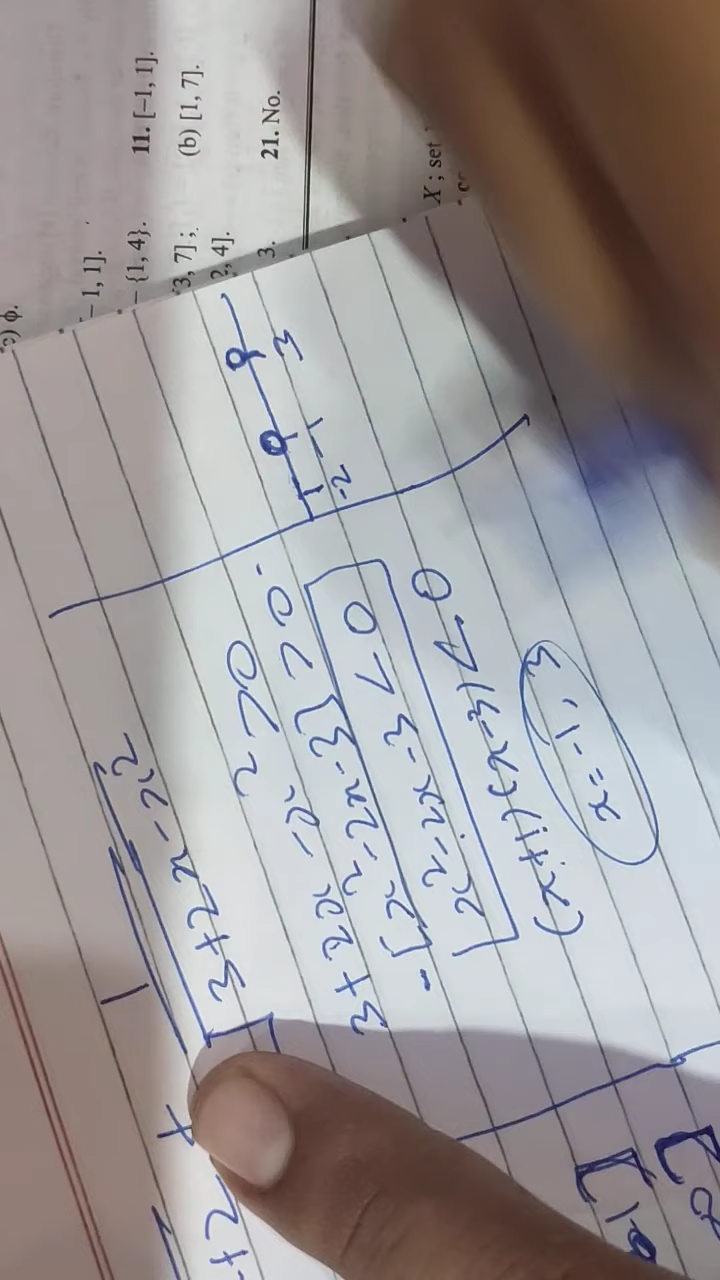 c) φ.
– 1, 1].
11. [–1, 1].
– {1, 4}.
(b) [1, 7].
3, 7] ;
2, 4].
21. No.
3.
X ; set
1
√(3+2x-x²)
+2 +
3+2x-x²>0
-[x²-2x-3]>0.
x²-2x-3<0
(x+1)(x-3)<0
x=-1, 3
-2 -1 3